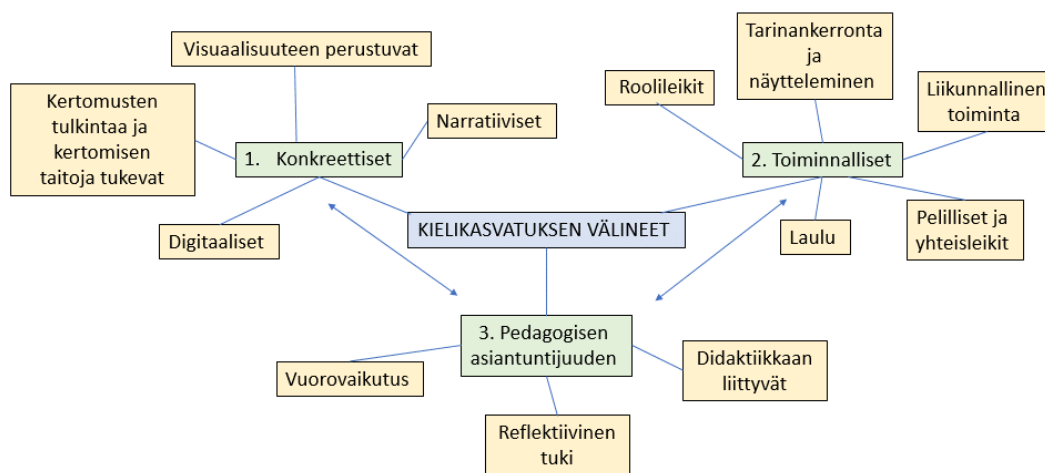 Visuaalisuuteen perustuvat
Kertomusten
tulkintaa ja
kertomisen
taitoja tukevat
Narratiiviset
1. Konkreettiset
Digitaaliset
Tarinankerronta
ja
näytteleminen
Roolileikit
Liikunnallinen
toiminta
2. Toiminnalliset
Laulu
Pelilliset ja
yhteisleikit
KIELIKASVATUKSEN VÄLINEET
3. Pedagogisen
asiantuntijuuden
Vuorovaikutus
Didaktiikkaan
liittyvät
Reflektiivinen
tuki